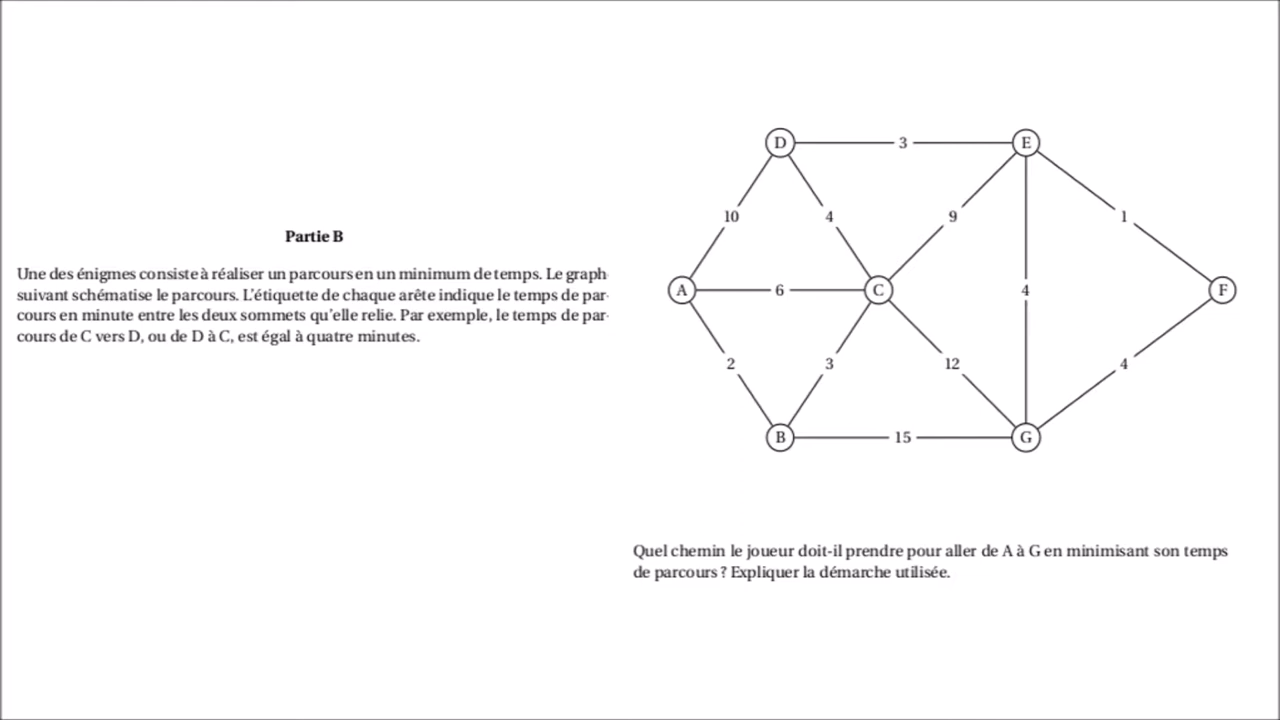 Partie B
Une des énigmes consiste à réaliser un parcours en un minimum de temps. Le graph
suivant schématise le parcours. L'étiquette de chaque arête indique le temps de par-
cours en minute entre les deux sommets qu'elle relie. Par exemple, le temps de par-
cours de C vers D, ou de D à C, est égal à quatre minutes.
D 3 E
10 4 9 1
A 6 C 4 F
2 3 12 4
B 15 G
Quel chemin le joueur doit-il prendre pour aller de A à G en minimisant son temps
de parcours ? Expliquer la démarche utilisée.